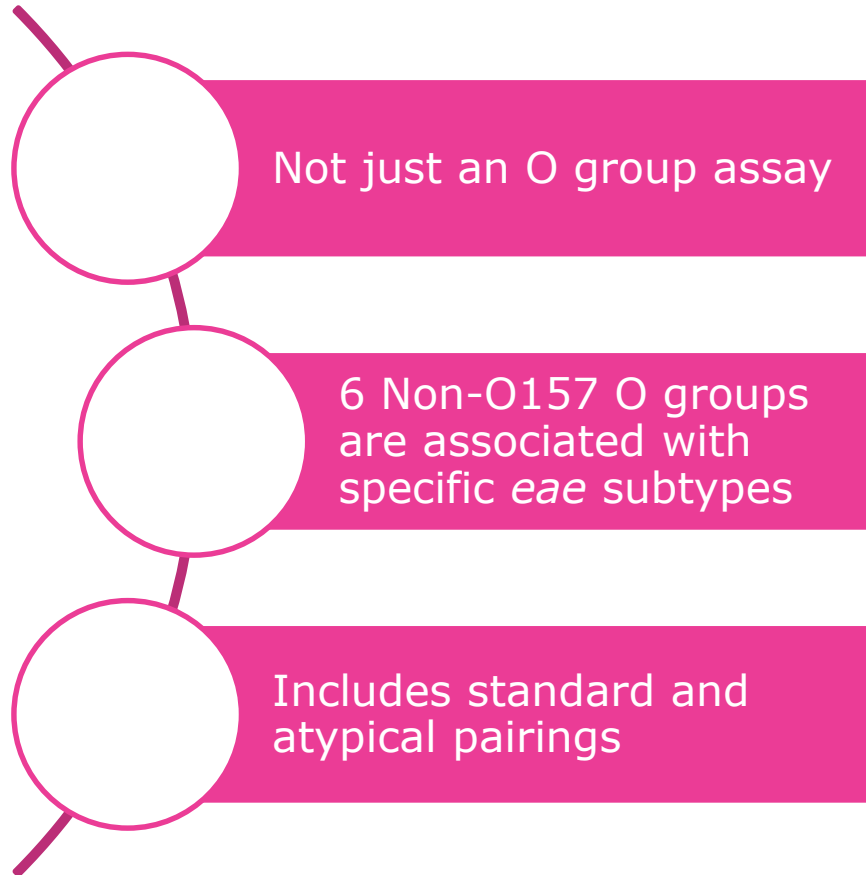 Not just an O group assay
6 Non-O157 O groups
are associated with
specific eae subtypes
Includes standard and
atypical pairings